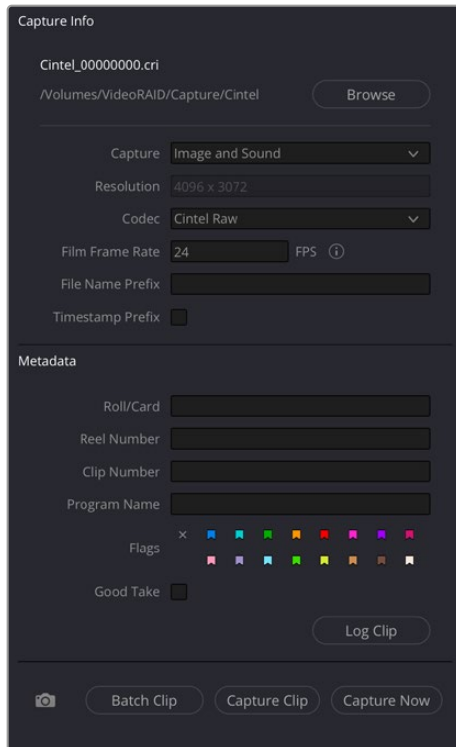 Capture Info
Cintel_00000000.cri
/Volumes/VideoRAID/Capture/Cintel Browse
Capture Image and Sound
Resolution 4096 x 3072
Codec Cintel Raw
Film Frame Rate 24 FPS
File Name Prefix
Timestamp Prefix
Metadata
Roll/Card
Reel Number
Clip Number
Program Name
Flags
Good Take
Log Clip
Batch Clip Capture Clip Capture Now